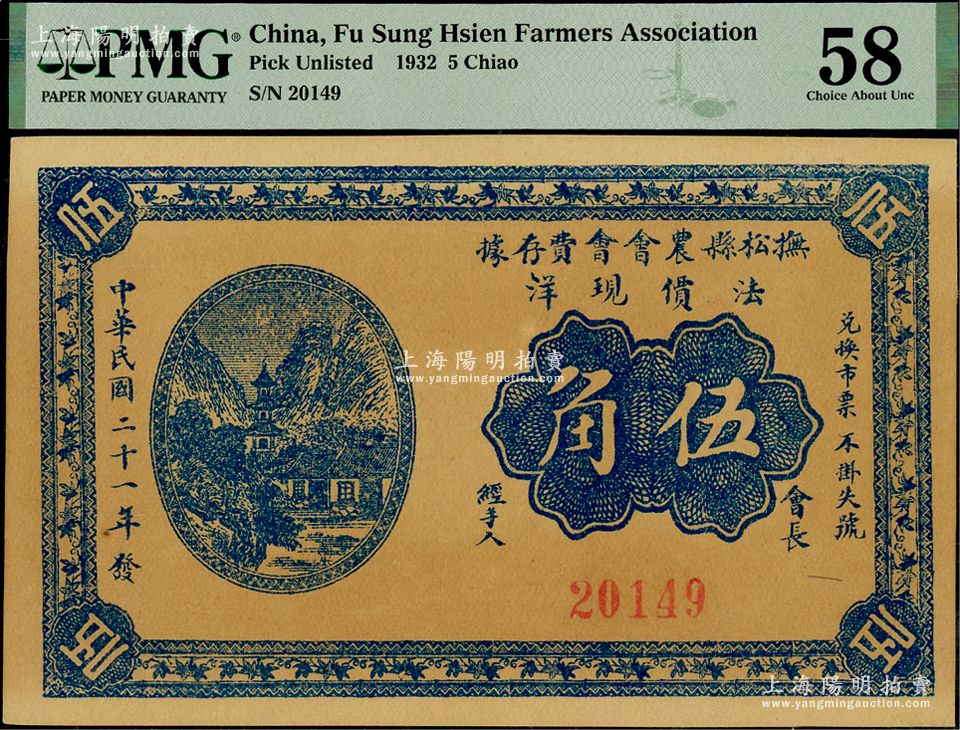 PMG®
PAPER MONEY GUARANTY
China, Fu Sung Hsien Farmers Association
Pick Unlisted 1932 5 Chiao
S/N 20149
58
Choice About Unc
上海陽明拍賣
www.yangmingauction.com
伍
伍
據存費會會農縣松撫
洋現價法
兌換市票不掛失號
角伍
中華民國二十一年發
會長
經手人
20149
伍
伍
上海陽明拍賣
www.yangmingauction.com
上海陽明拍賣
www.yangmingauction.com